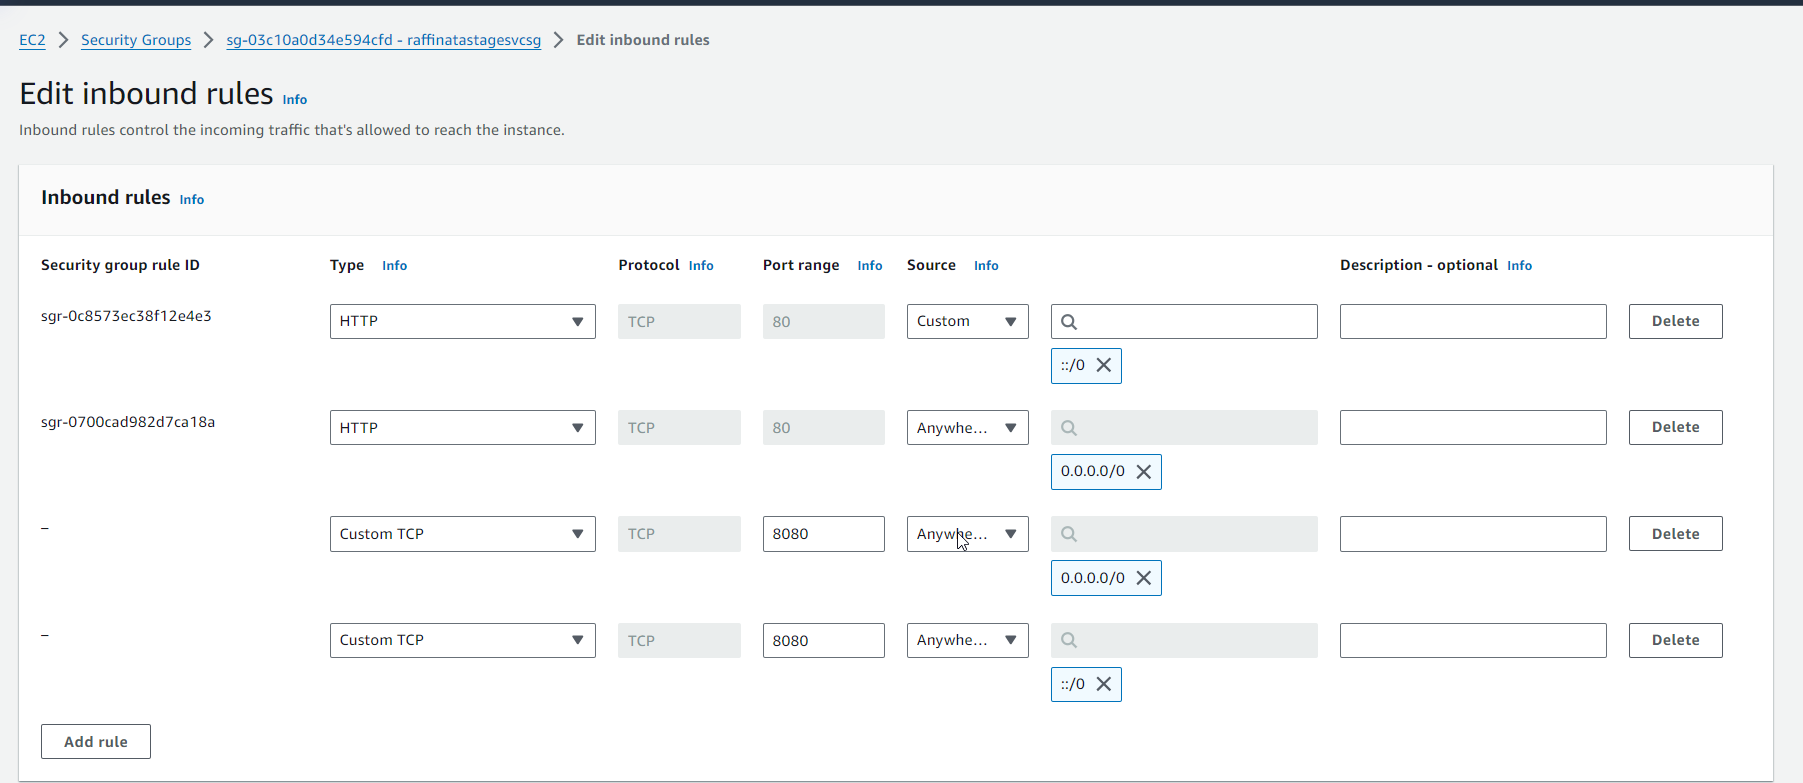 EC2 > Security Groups > sg-03c10a0d34e594cfd - raffinatastagesvcsg > Edit inbound rules
Edit inbound rules Info
Inbound rules control the incoming traffic that's allowed to reach the instance.
Inbound rules Info
Security group rule ID Type Info Protocol Info Port range Info Source Info Description - optional Info
sgr-0c8573ec38f12e4e3 HTTP TCP 80 Custom Delete
::/0
sgr-0700cad982d7ca18a HTTP TCP 80 Anywhe... Delete
0.0.0.0/0
– Custom TCP TCP 8080 Anywhe... Delete
0.0.0.0/0
– Custom TCP TCP 8080 Anywhe... Delete
::/0
Add rule